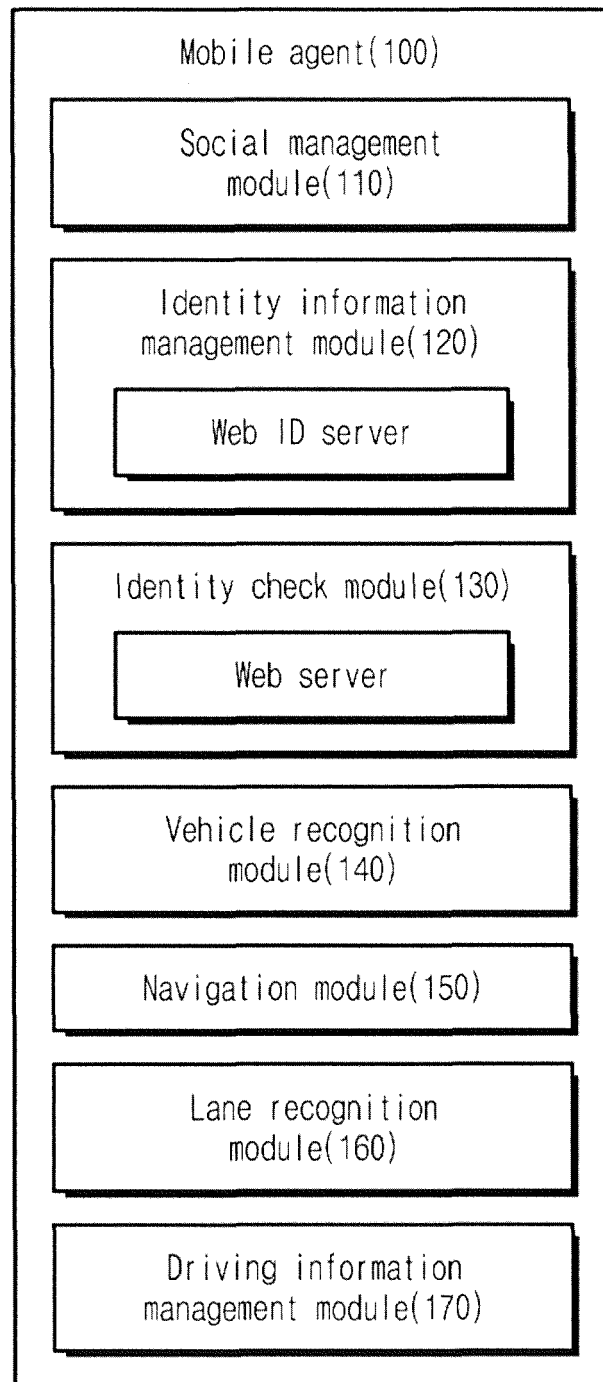 Mobile agent(100)
Social management
module(110)
Identity information
management module(120)
Web ID server
Identity check module(130)
Web server
Vehicle recognition
module(140)
Navigation module(150)
Lane recognition
module(160)
Driving information
management module(170)